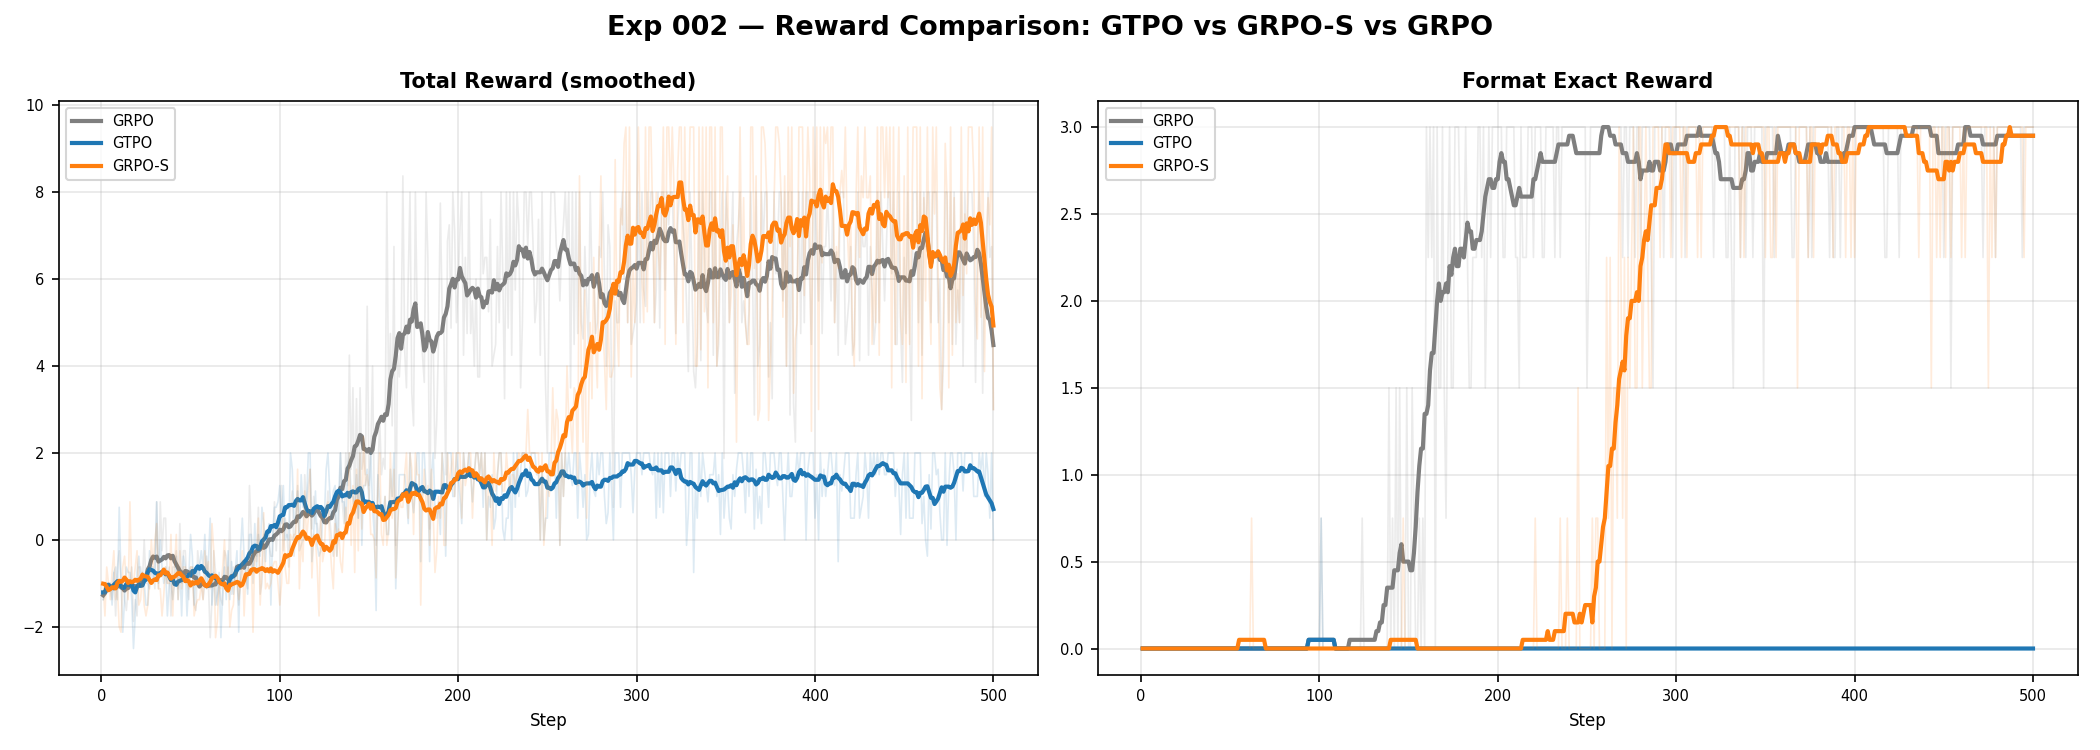 Exp 002 — Reward Comparison: GTPO vs GRPO-S vs GRPO
Total Reward (smoothed)
GRPO
GTPO
GRPO-S
10
8
6
4
2
0
−2
0 100 200 300 400 500
Step
Format Exact Reward
GRPO
GTPO
GRPO-S
3.0
2.5
2.0
1.5
1.0
0.5
0.0
0 100 200 300 400 500
Step